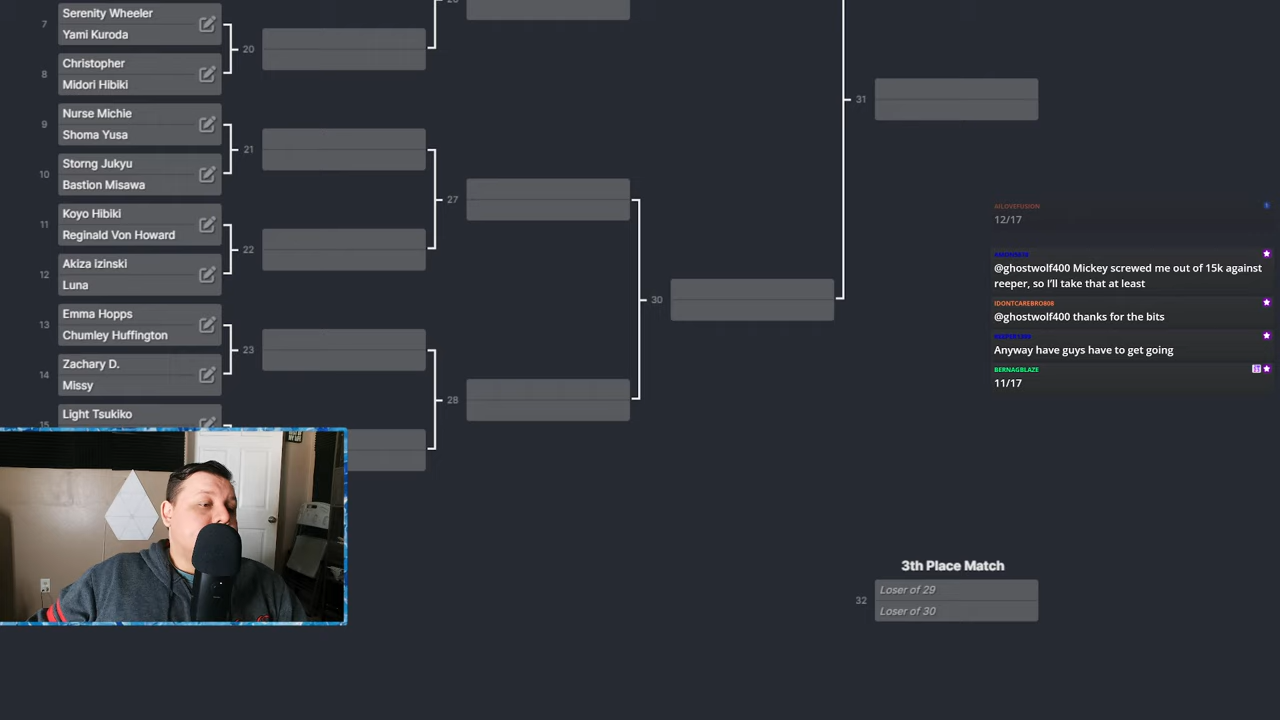 7
Serenity Wheeler
Yami Kuroda
20
8
Christopher
Midori Hibiki
31
9
Nurse Michie
Shoma Yusa
21
10
Storng Jukyu
Bastion Misawa
27
11
Koyo Hibiki
Reginald Von Howard
22
12
Akiza izinski
Luna
30
13
Emma Hopps
Chumley Huffington
23
14
Zachary D.
Missy
28
15
Light Tsukiko
3th Place Match
32
Loser of 29
Loser of 30
AILOVEFUSION
12/17
@ghostwolf400 Mickey screwed me out of 15k against
reeper, so I'll take that at least
IDONTCAREBRO808
@ghostwolf400 thanks for the bits
Anyway have guys have to get going
BERNAGBLAZE
11/17